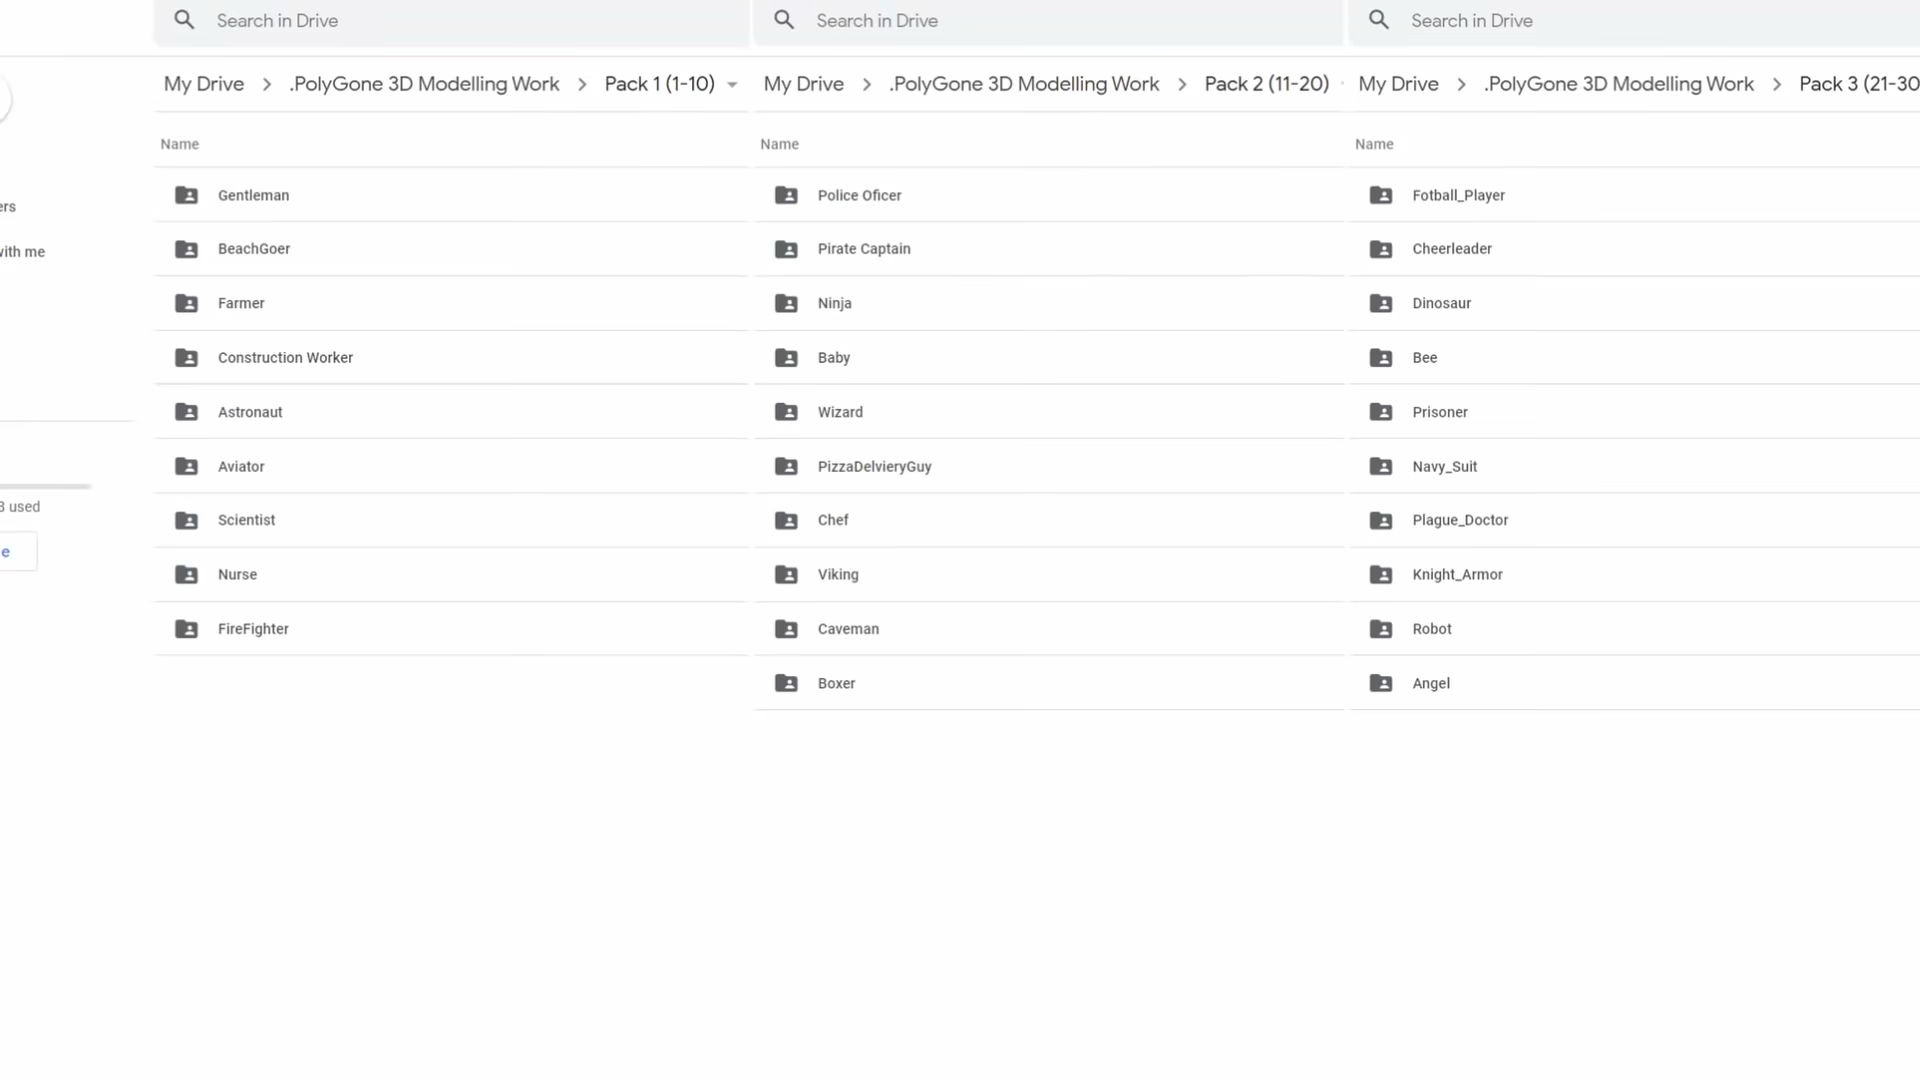 Search in Drive
My Drive > .PolyGone 3D Modelling Work > Pack 1 (1-10)
Name
Gentleman
BeachGoer
Farmer
Construction Worker
Astronaut
Aviator
Scientist
Nurse
FireFighter
Search in Drive
My Drive > .PolyGone 3D Modelling Work > Pack 2 (11-20)
Name
Police Oficer
Pirate Captain
Ninja
Baby
Wizard
PizzaDelvieryGuy
Chef
Viking
Caveman
Boxer
Search in Drive
My Drive > .PolyGone 3D Modelling Work > Pack 3 (21-30
Name
Fotball_Player
Cheerleader
Dinosaur
Bee
Prisoner
Navy_Suit
Plague_Doctor
Knight_Armor
Robot
Angel
ers
with me
used
e